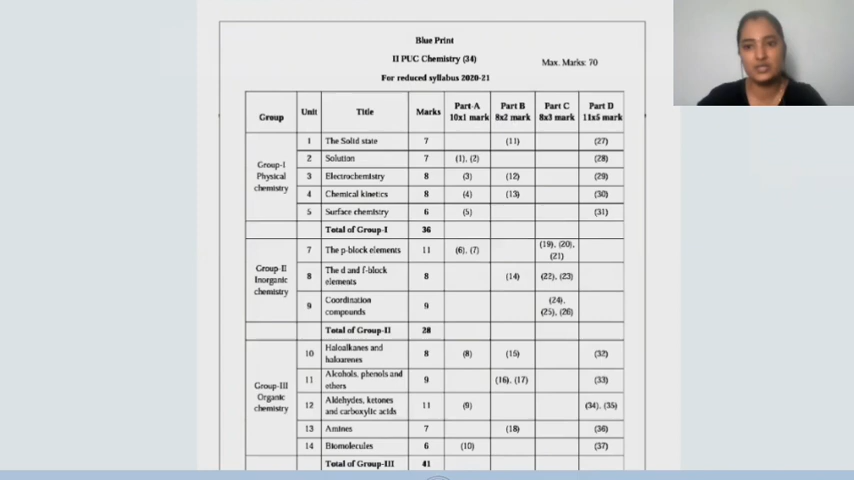 Blue Print
II PUC Chemistry (34)
Max. Marks: 70
For reduced syllabus 2020-21
Group Unit Title Marks Part-A 10x1 mark Part B 8x2 mark Part C 8x3 mark Part D 11x5 mark
Group-I Physical chemistry
1 The Solid state 7 (11) (27)
2 Solution 7 (1), (2) (28)
3 Electrochemistry 8 (3) (12) (29)
4 Chemical kinetics 8 (4) (13) (30)
5 Surface chemistry 6 (5) (31)
Total of Group-I 36
Group-II Inorganic chemistry
7 The p-block elements 11 (6), (7) (19), (20), (21)
8 The d and f-block elements 8 (14) (22), (23)
9 Coordination compounds 9 (24), (25), (26)
Total of Group-II 28
Group-III Organic chemistry
10 Haloalkanes and haloarenes 8 (8) (15) (32)
11 Alcohols, phenols and others 9 (16), (17) (33)
12 Aldehydes, ketones and carboxylic acids 11 (9) (34), (35)
13 Amines 7 (18) (36)
14 Biomolecules 6 (10) (37)
Total of Group-III 41